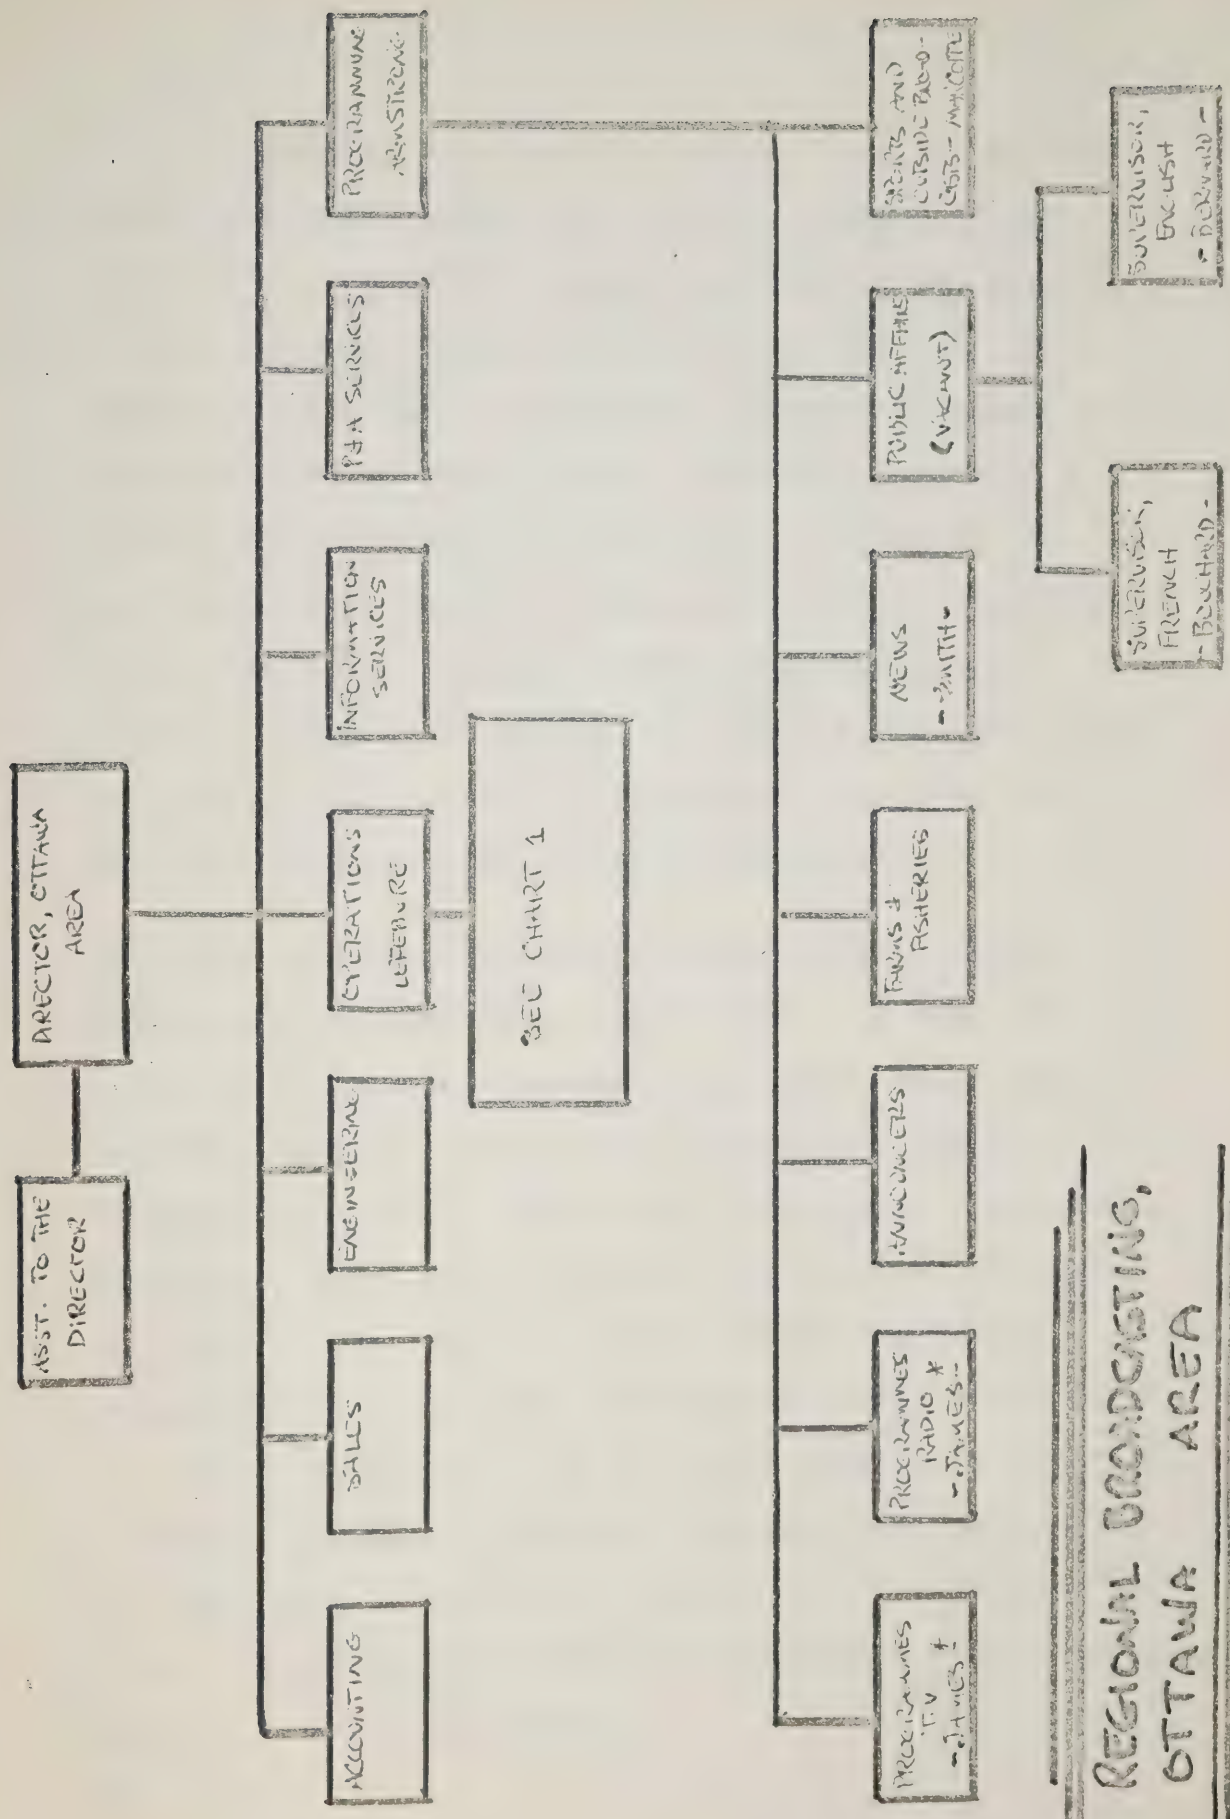 ASST. TO THE
DIRECTOR
DIRECTOR, OTTAWA
AREA
ACCOUNTING
SALES
ENGINEERING
OPERATIONS
LEFEBVRE
INFORMATION
SERVICES
P & A SERVICES
PROGRAMMING
ARMSTRONG
SEE CHART 1
PROGRAMMES
T.V
- JAMES *
PROGRAMMES
RADIO *
- JAMES -
ANNOUNCERS
FARMS &
FISHERIES
NEWS
- SMITH -
PUBLIC AFFAIRS
(VACANT)
SPORTS AND
OUTSIDE BROAD-
CASTS -
SUPERVISOR,
FRENCH
- BOUCHARD -
SUPERVISOR,
ENGLISH
REGIONAL BROADCASTING,
OTTAWA AREA